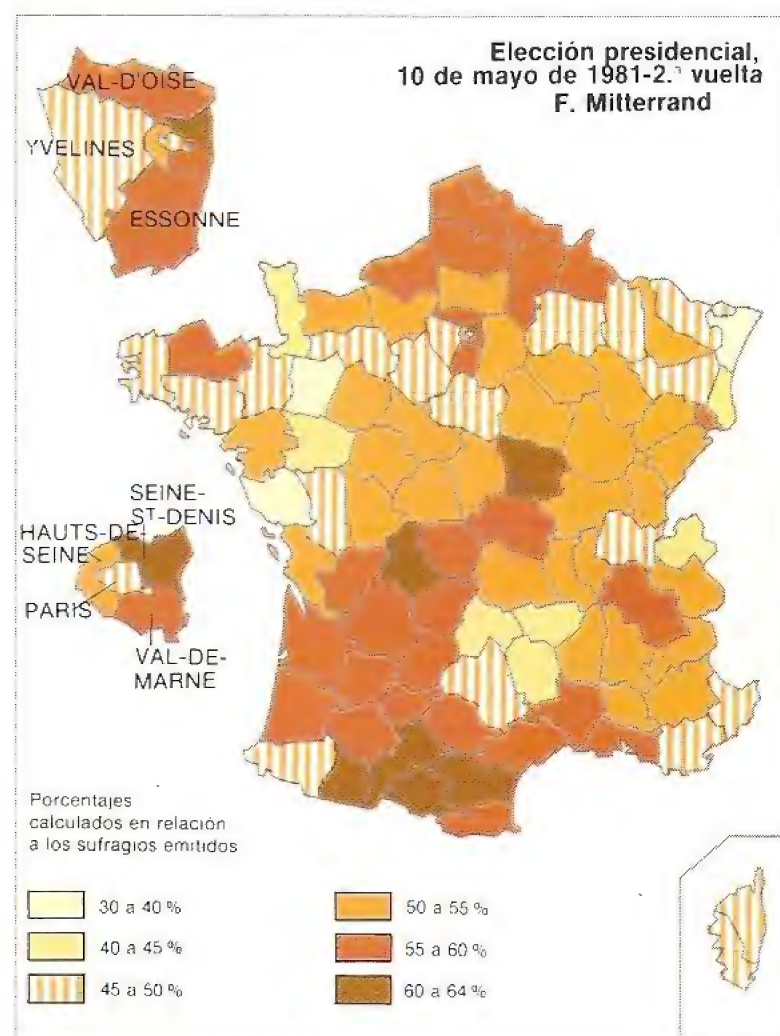 Elección presidencial,
10 de mayo de 1981-2.ª vuelta
F. Mitterrand
VAL-D'OISE
YVELINES
ESSONNE
SEINE-
ST-DENIS
HAUTS-DE-
SEINE
PARIS
VAL-DE-
MARNE
Porcentajes
calculados en relación
a los sufragios emitidos
30 a 40 %
40 a 45 %
45 a 50 %
50 a 55 %
55 a 60 %
60 a 64 %